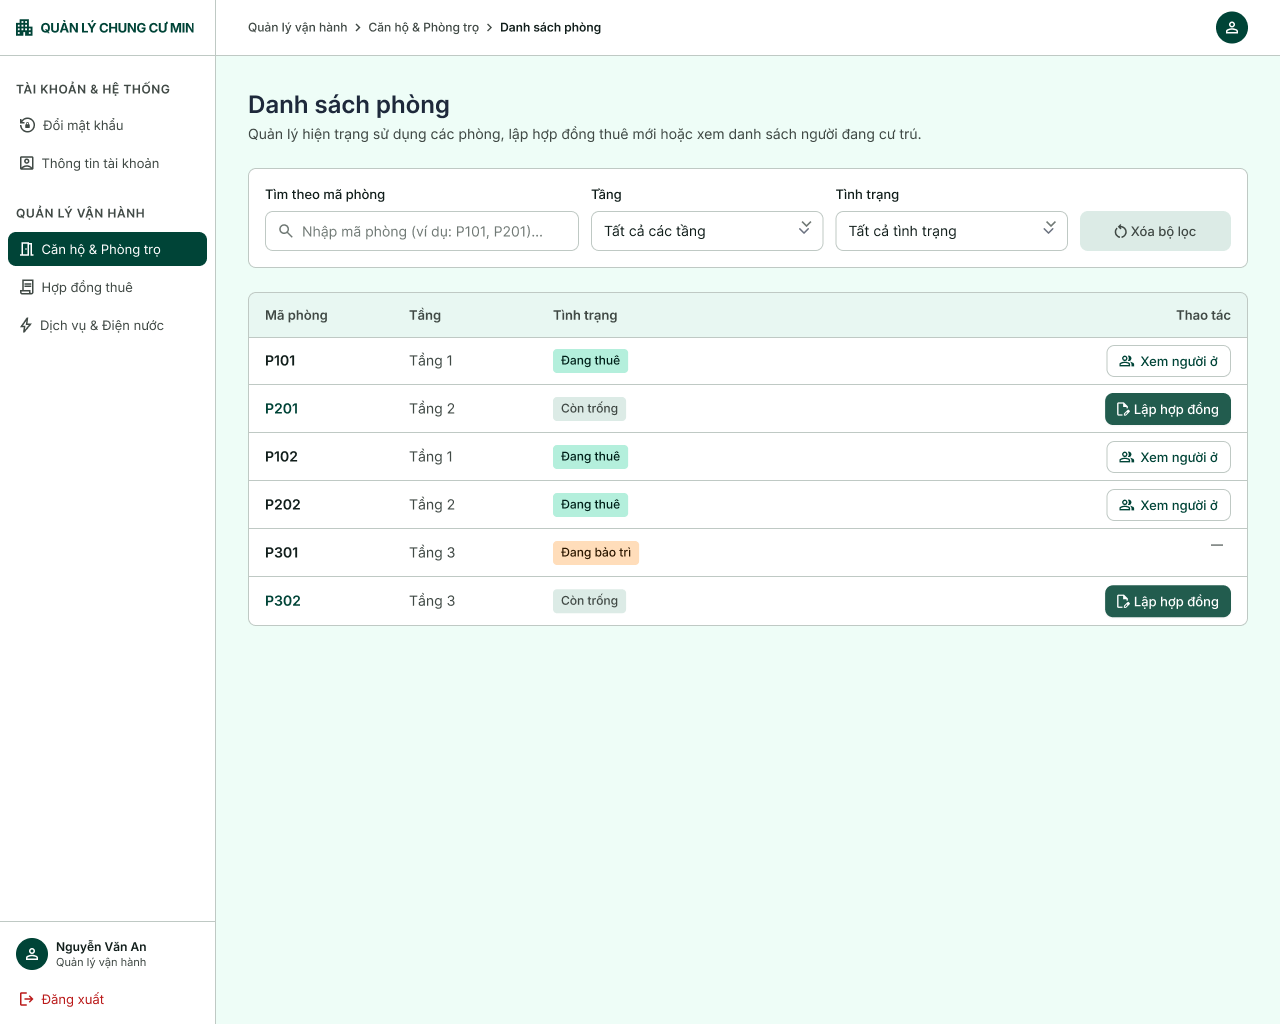 QUẢN LÝ CHUNG CƯ MINI
Quản lý vận hành > Căn hộ & Phòng trọ > Danh sách phòng
TÀI KHOẢN & HỆ THỐNG
Đổi mật khẩu
Thông tin tài khoản
QUẢN LÝ VẬN HÀNH
Căn hộ & Phòng trọ
Hợp đồng thuê
Dịch vụ & Điện nước
Nguyễn Văn An
Quản lý vận hành
Đăng xuất
Danh sách phòng
Quản lý hiện trạng sử dụng các phòng, lập hợp đồng thuê mới hoặc xem danh sách người đang cư trú.
Tìm theo mã phòng
Nhập mã phòng (ví dụ: P101, P201)...
Tầng
Tất cả các tầng
Tình trạng
Tất cả tình trạng
Xóa bộ lọc
Mã phòng Tầng Tình trạng Thao tác
P101 Tầng 1 Đang thuê Xem người ở
P201 Tầng 2 Còn trống Lập hợp đồng
P102 Tầng 1 Đang thuê Xem người ở
P202 Tầng 2 Đang thuê Xem người ở
P301 Tầng 3 Đang bảo trì —
P302 Tầng 3 Còn trống Lập hợp đồng